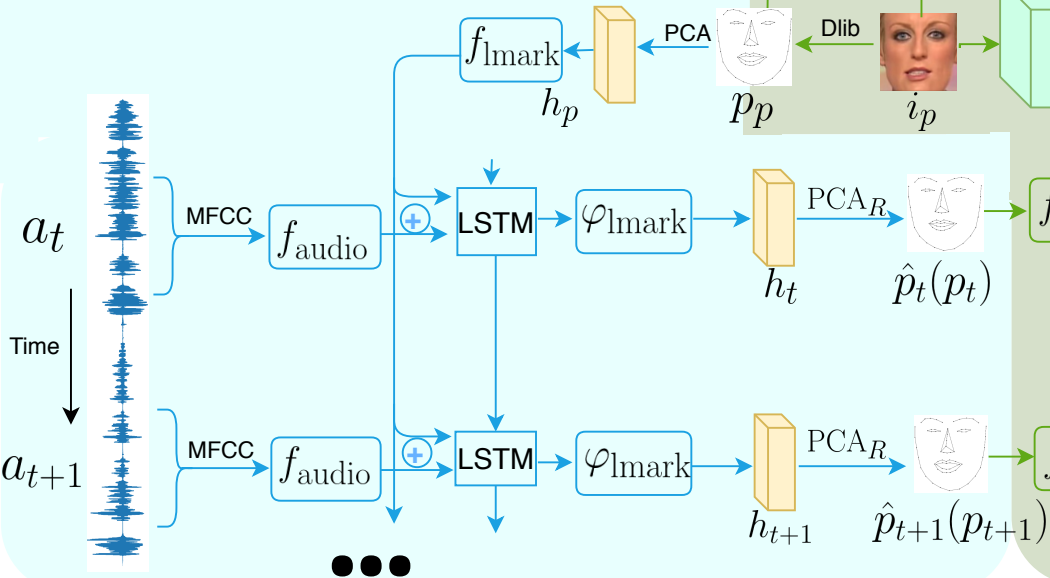 f_lmark
PCA
Dlib
h_p
p_p
i_p
a_t
MFCC
f_audio
+
LSTM
φ_lmark
PCA_R
h_t
p̂_t(p_t)
Time
a_{t+1}
MFCC
f_audio
+
LSTM
φ_lmark
PCA_R
h_{t+1}
p̂_{t+1}(p_{t+1})
●●●